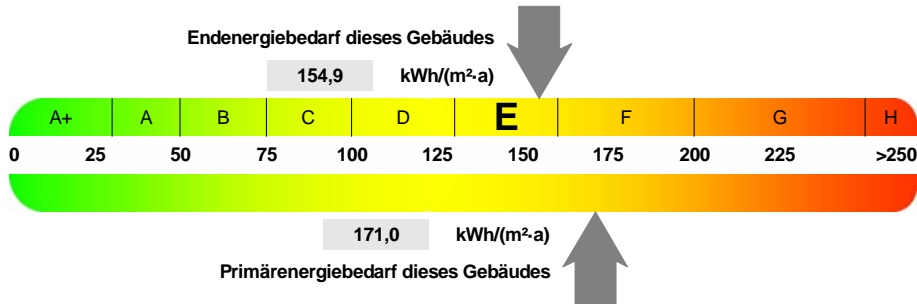 Endenergiebedarf dieses Gebäudes
154,9 kWh/(m²·a)
A+ A B C D E F G H
0 25 50 75 100 125 150 175 200 225 >250
171,0 kWh/(m²·a)
Primärenergiebedarf dieses Gebäudes